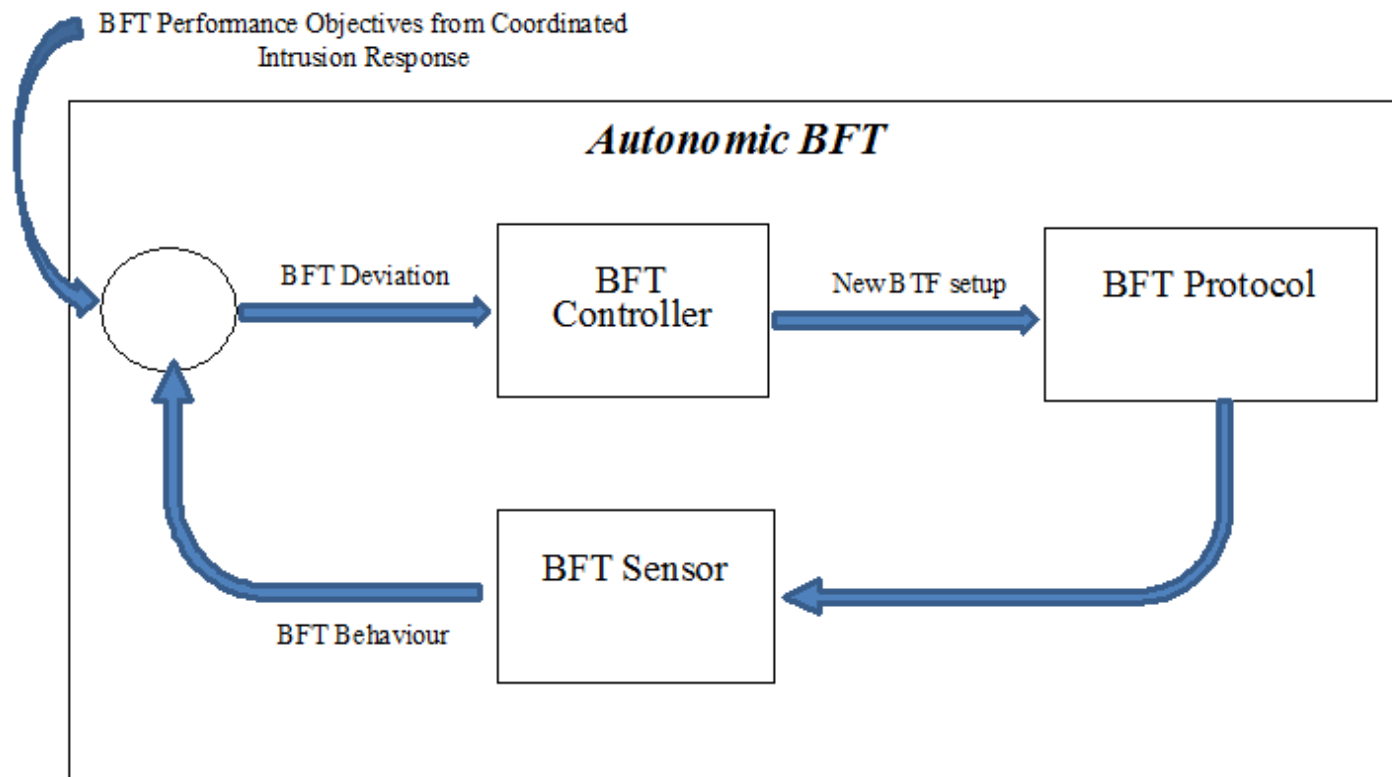 BFT Performance Objectives from Coordinated
Intrusion Response
Autonomic BFT
BFT Deviation
BFT
Controller
New BTF setup
BFT Protocol
BFT Sensor
BFT Behaviour